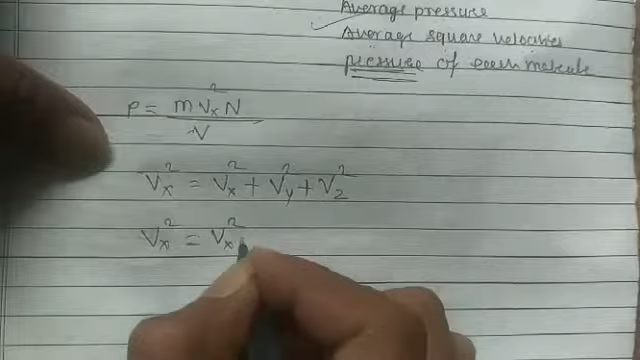 Average pressure
Average square velocities
pressure of each molecule
P = mVx²N / V
Vx² = Vx² + Vy² + Vz²
Vx² = Vx²